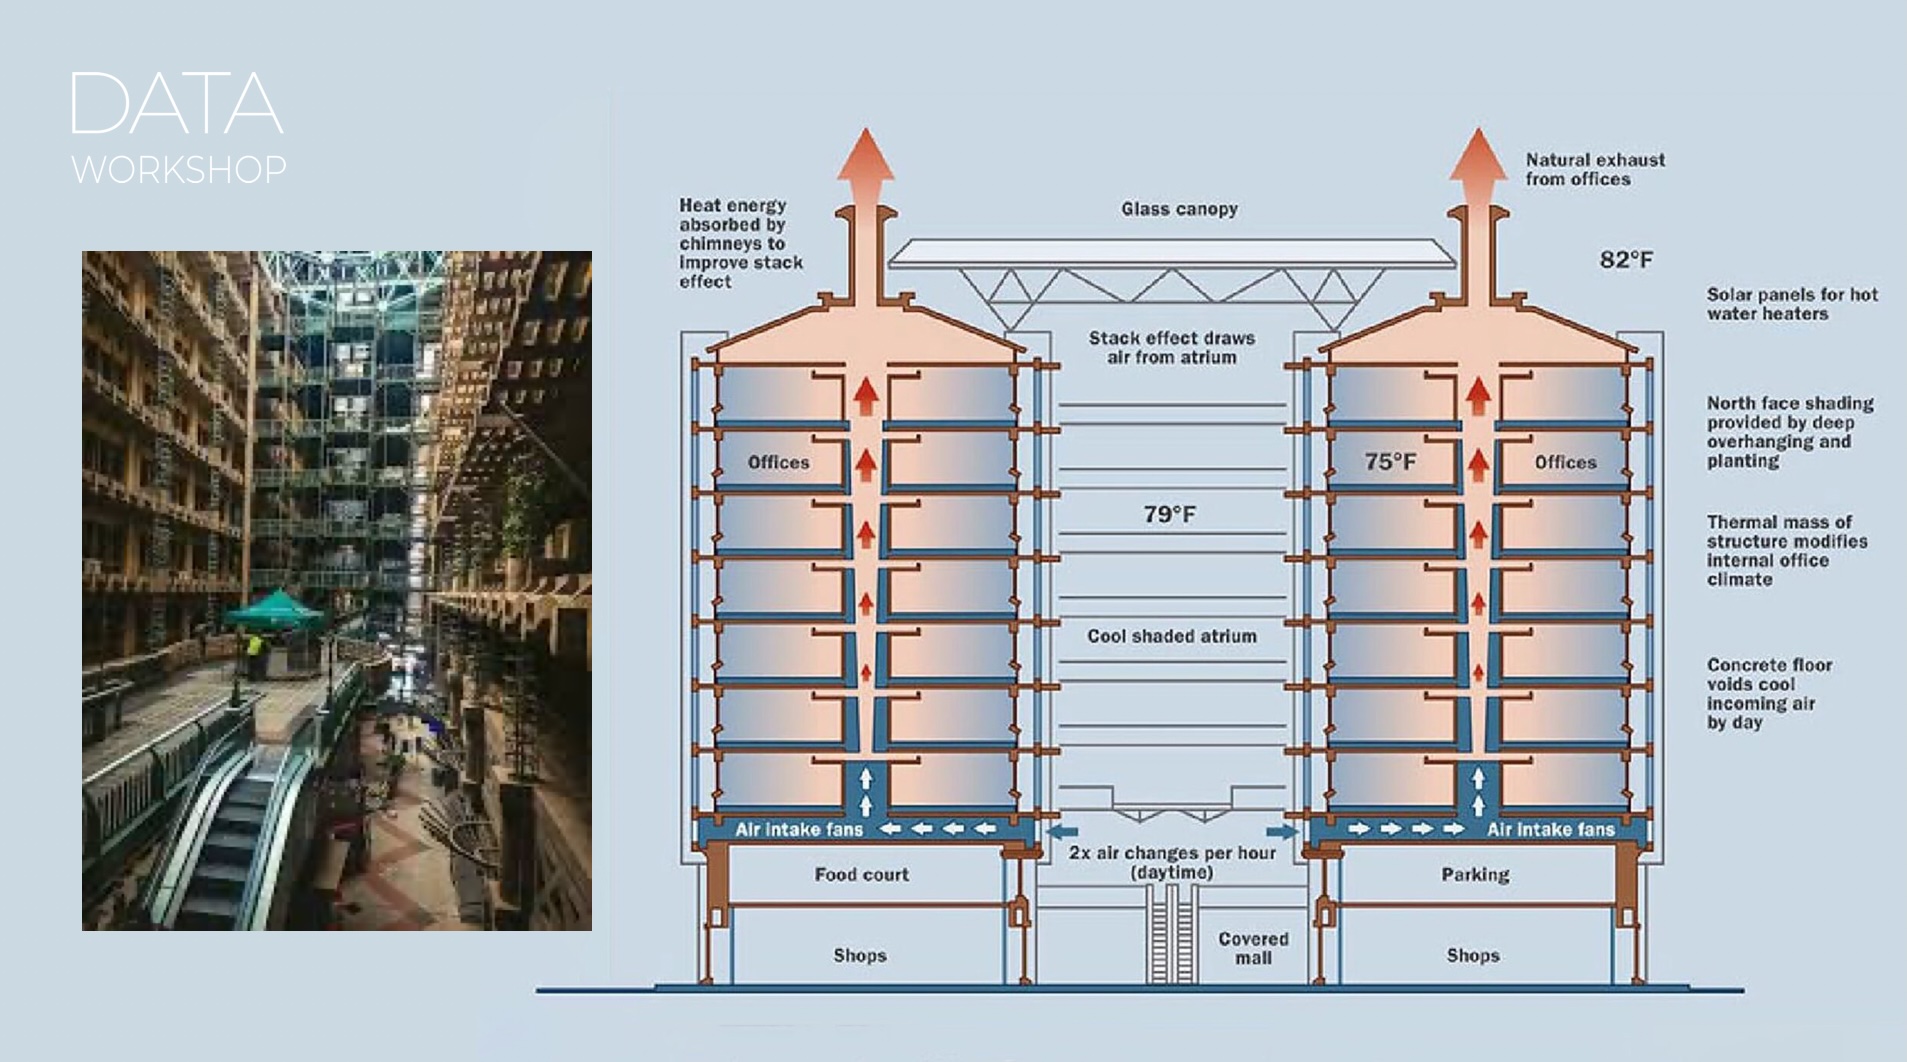 DATA
WORKSHOP
Natural exhaust
from offices
Heat energy
absorbed by
chimneys to
improve stack
effect
Glass canopy
82°F
Solar panels for hot
water heaters
Stack effect draws
air from atrium
North face shading
provided by deep
overhanging and
planting
Offices
75°F
Offices
79°F
Thermal mass of
structure modifies
internal office
climate
Cool shaded atrium
Concrete floor
voids cool
incoming air
by day
Air intake fans
Air intake fans
2x air changes per hour
(daytime)
Food court
Parking
Covered
mall
Shops
Shops